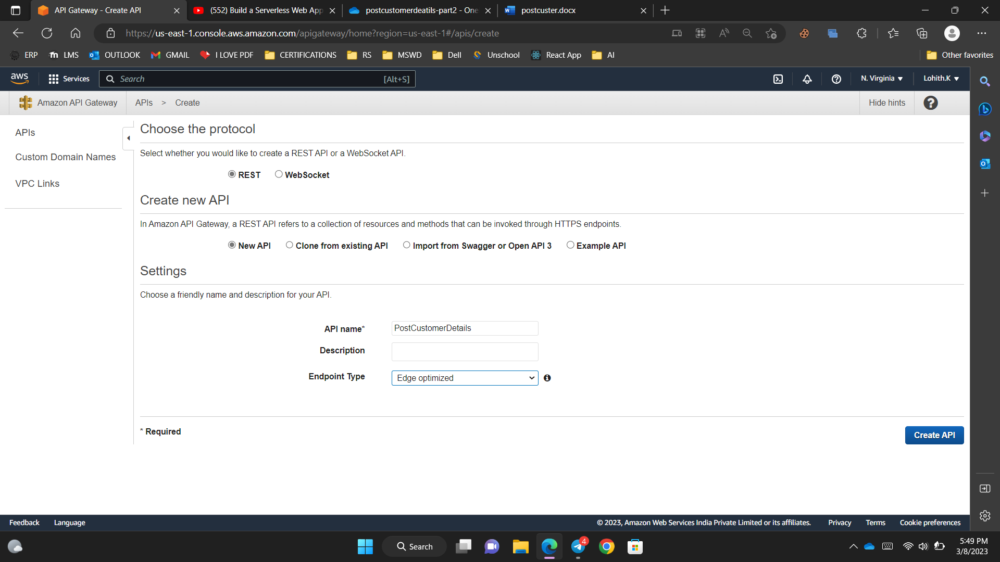 API Gateway - Create API
(552) Build a Serverless Web App
postcustomerdeatils-part2 - One
postcuster.docx
https://us-east-1.console.aws.amazon.com/apigateway/home?region=us-east-1#/apis/create
ERP
LMS
OUTLOOK
GMAIL
I LOVE PDF
CERTIFICATIONS
RS
MSWD
Dell
Unschool
React App
AI
Other favorites
aws
Services
Search
[Alt+S]
N. Virginia
Lohith.K
Amazon API Gateway
APIs > Create
Hide hints
APIs
Custom Domain Names
VPC Links
Choose the protocol
Select whether you would like to create a REST API or a WebSocket API.
REST
WebSocket
Create new API
In Amazon API Gateway, a REST API refers to a collection of resources and methods that can be invoked through HTTPS endpoints.
New API
Clone from existing API
Import from Swagger or Open API 3
Example API
Settings
Choose a friendly name and description for your API.
API name*
PostCustomerDetails
Description
Endpoint Type
Edge optimized
* Required
Create API
Feedback
Language
© 2023, Amazon Web Services India Private Limited or its affiliates.
Privacy
Terms
Cookie preferences
Search
4
5:49 PM
3/8/2023